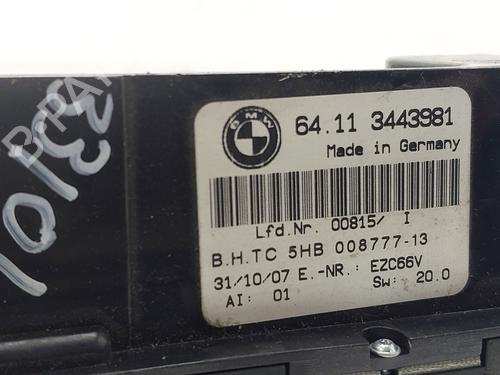 BMW
64.11 3443981
Made in Germany
Lfd.Nr. 00815/ I
B.H.TC 5HB 008777-13
31/10/07 E.-NR.: EZC66V
AI: 01 Sw: 20.0
B-PARTS